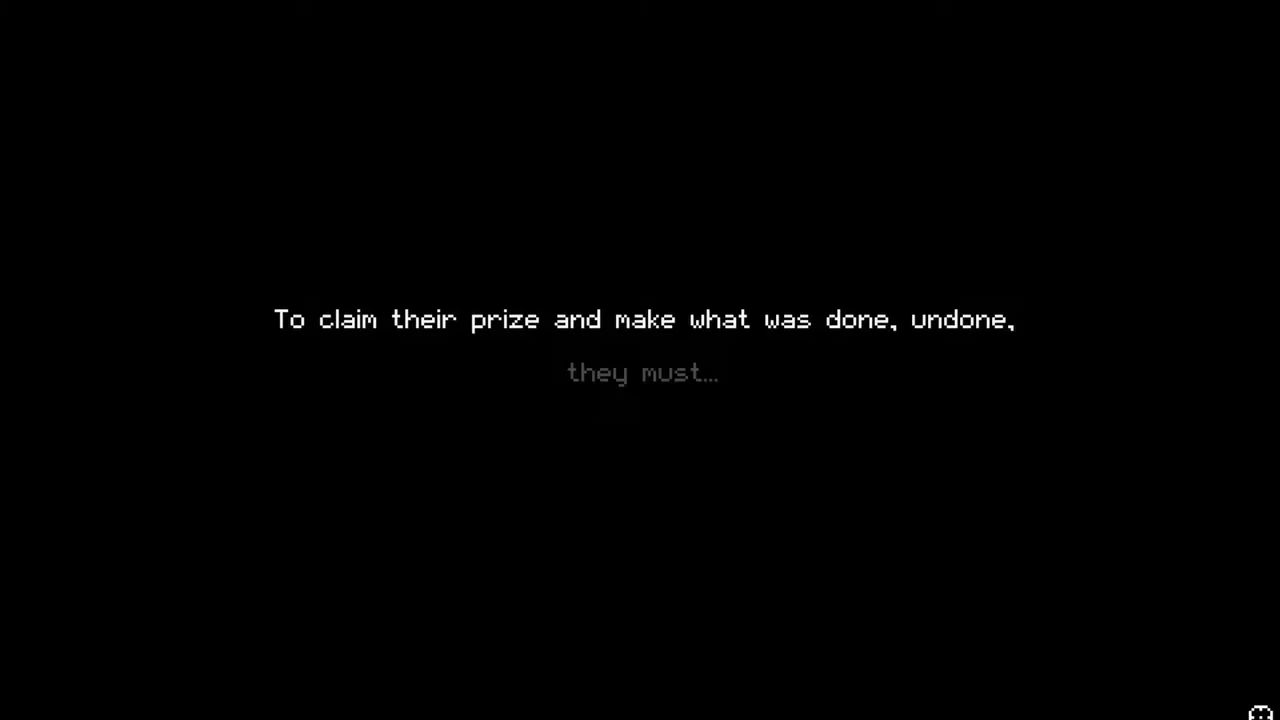 To claim their prize and make what was done, undone,
they must...